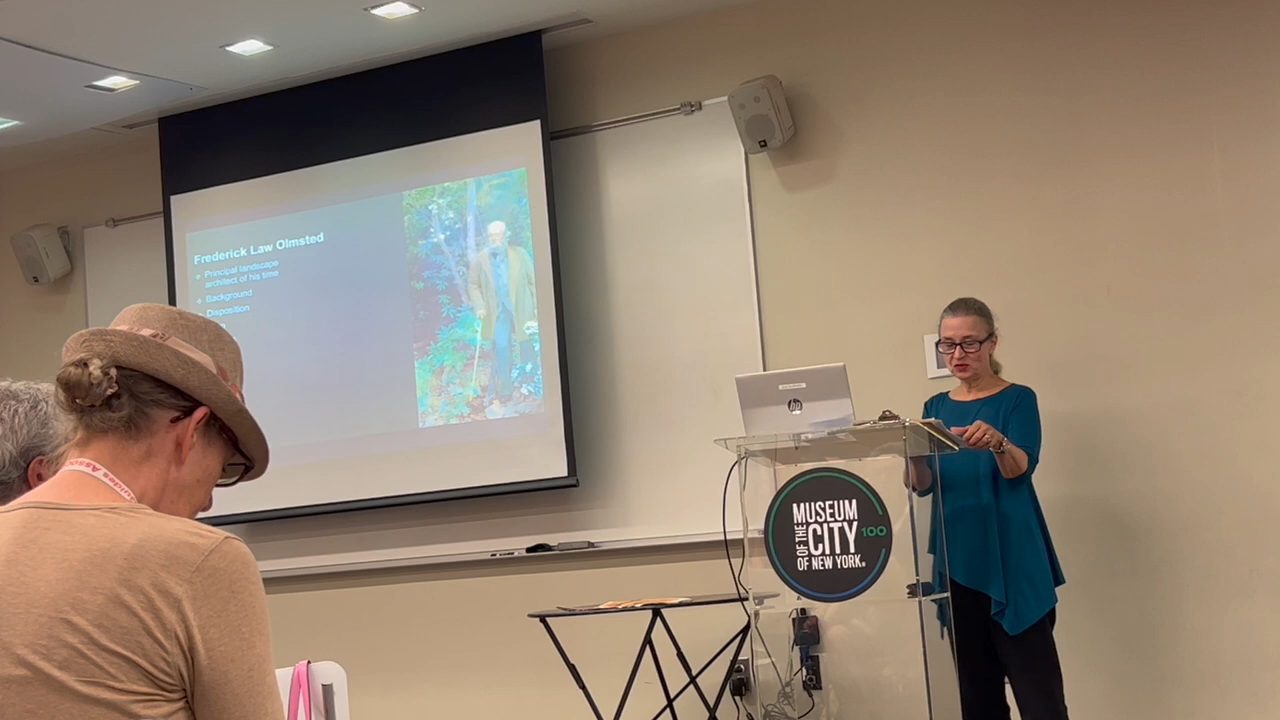 Frederick Law Olmsted
Principal landscape
architect of his time
Background
Disposition
hp
MUSEUM
OF THE
CITY
OF NEW YORK
100